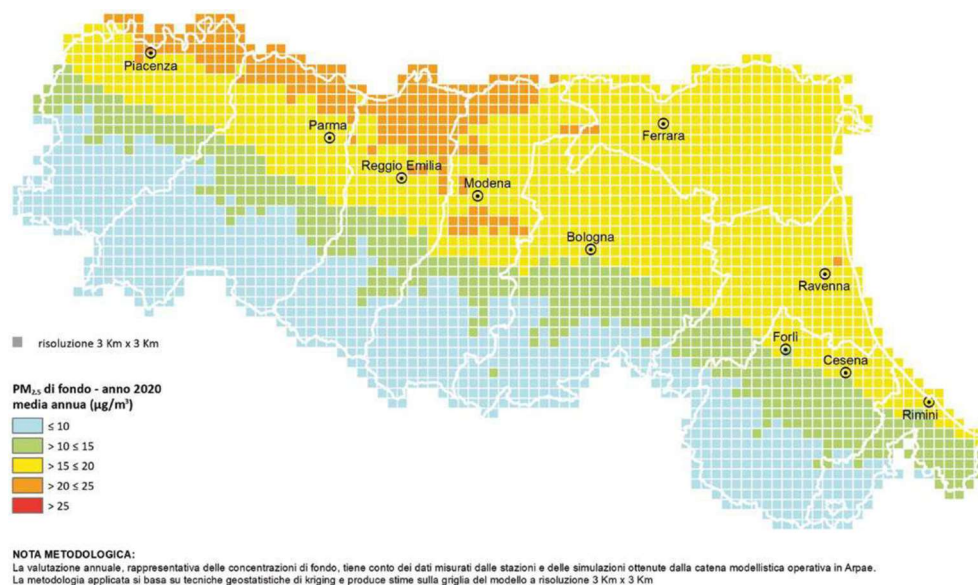 Piacenza
Parma
Ferrara
Reggio Emilia
Modena
Bologna
Ravenna
Forlì
Cesena
Rimini
risoluzione 3 Km x 3 Km
PM2,5 di fondo - anno 2020
media annua (µg/m³)
≤ 10
> 10 ≤ 15
> 15 ≤ 20
> 20 ≤ 25
> 25
NOTA METODOLOGICA:
La valutazione annuale, rappresentativa delle concentrazioni di fondo, tiene conto dei dati misurati dalle stazioni e delle simulazioni ottenute dalla catena modellistica operativa in Arpae.
La metodologia applicata si basa su tecniche geostatistiche di kriging e produce stime sulla griglia del modello a risoluzione 3 Km x 3 Km